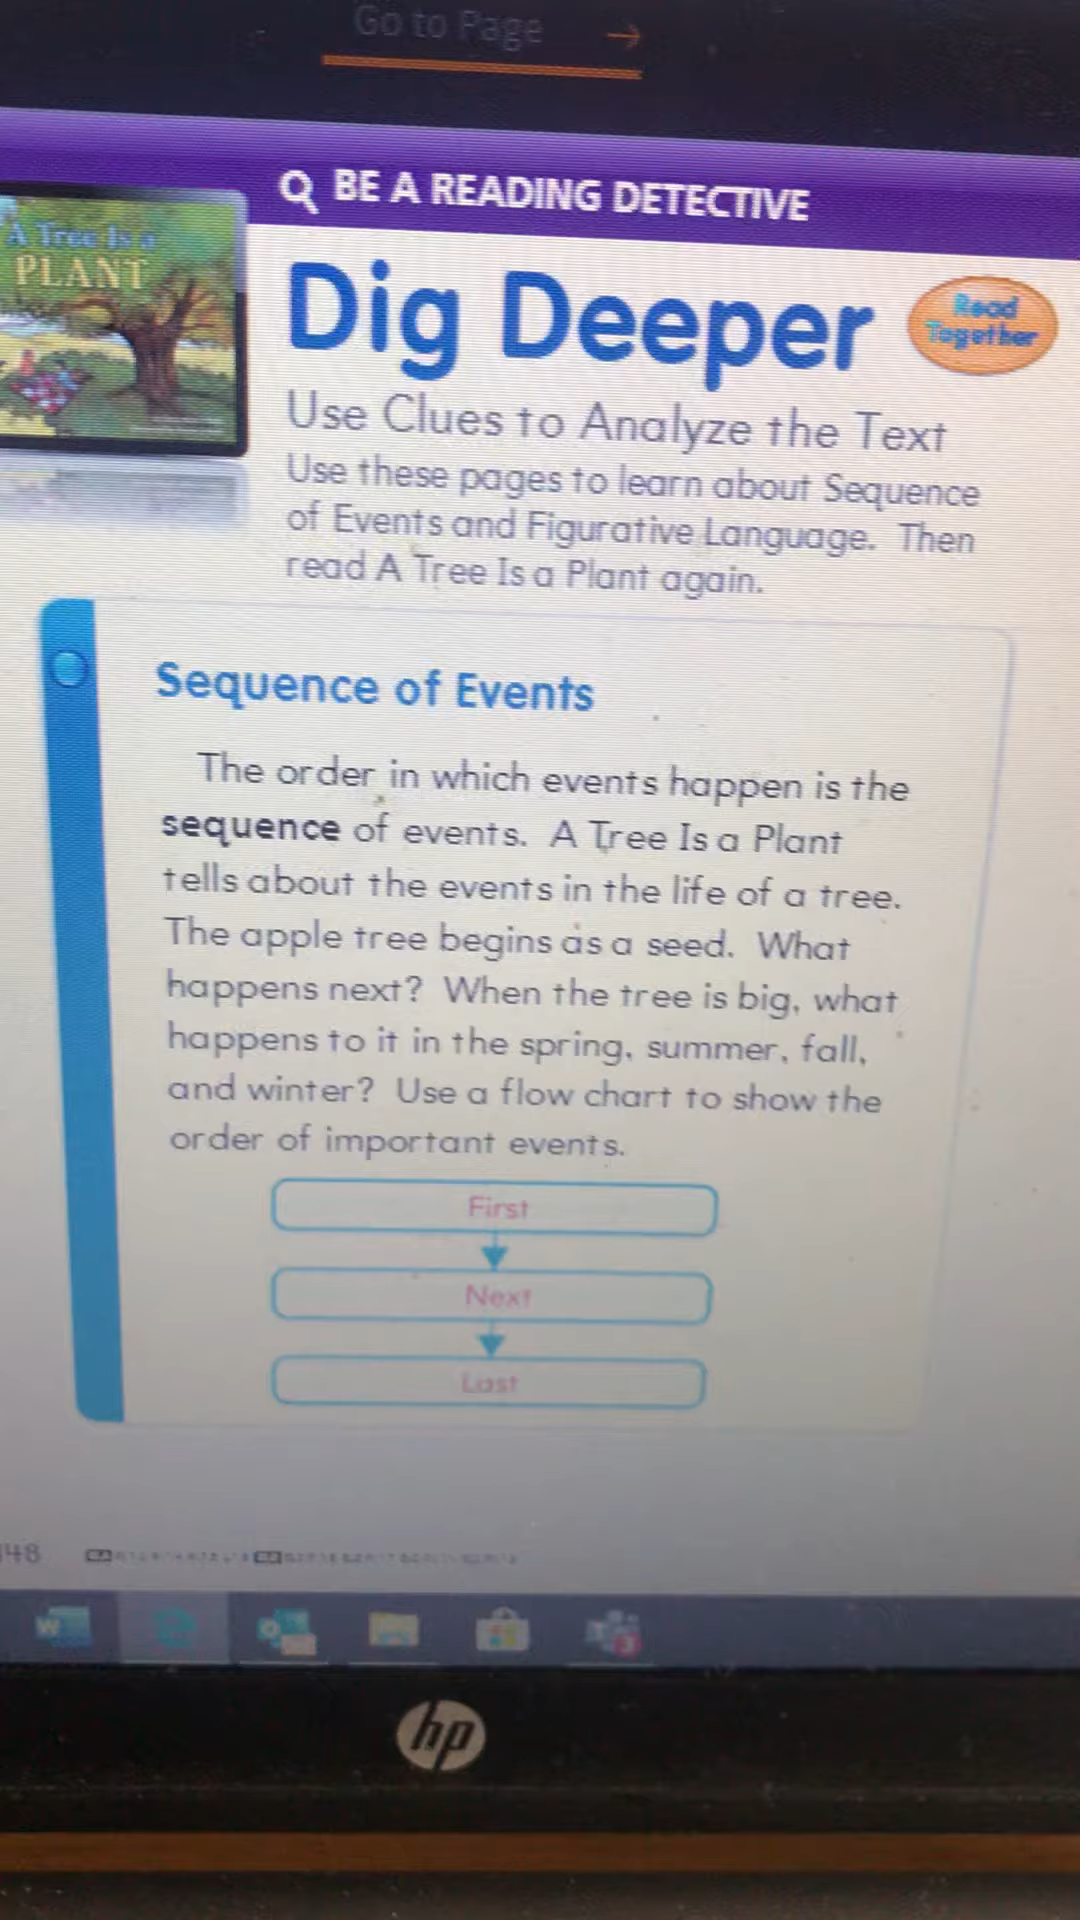 Go to Page →
BE A READING DETECTIVE
A Tree Is a
PLANT
Dig Deeper
Read
Together
Use Clues to Analyze the Text
Use these pages to learn about Sequence
of Events and Figurative Language. Then
read A Tree Is a Plant again.
Sequence of Events
The order in which events happen is the
sequence of events. A Tree Is a Plant
tells about the events in the life of a tree.
The apple tree begins as a seed. What
happens next? When the tree is big, what
happens to it in the spring, summer, fall,
and winter? Use a flow chart to show the
order of important events.
First
Next
Last
hp